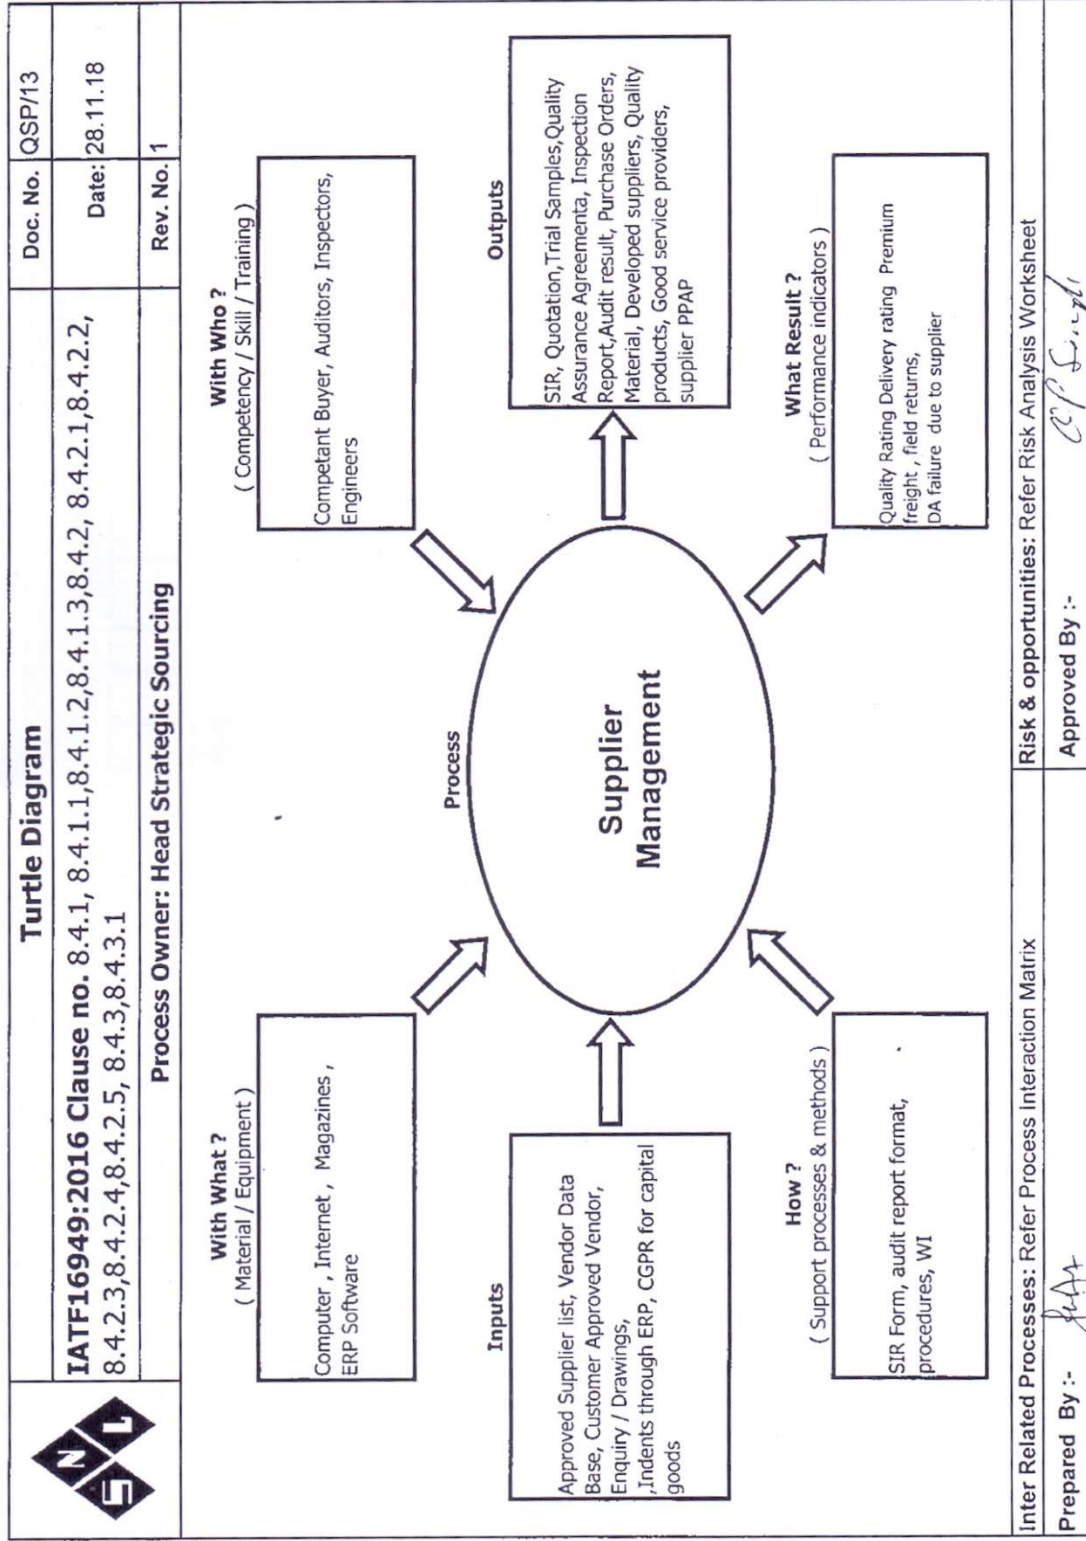 SNL
Turtle Diagram
Doc. No. QSP/13
IATF16949:2016 Clause no. 8.4.1, 8.4.1.1,8.4.1.2,8.4.1.3,8.4.2, 8.4.2.1,8.4.2.2,
8.4.2.3,8.4.2.4,8.4.2.5, 8.4.3,8.4.3.1
Date: 28.11.18
Process Owner: Head Strategic Sourcing
Rev. No. 1
With What ?
( Material / Equipment )
Computer , Internet , Magazines ,
ERP Software
With Who ?
( Competency / Skill / Training )
Competant Buyer, Auditors, Inspectors,
Engineers
Inputs
Approved Supplier list, Vendor Data
Base, Customer Approved Vendor,
Enquiry / Drawings,
,Indents through ERP, CGPR for capital
goods
Process
Supplier
Management
Outputs
SIR, Quotation,Trial Samples,Quality
Assurance Agreementa, Inspection
Report,Audit result, Purchase Orders,
Material, Developed suppliers, Quality
products, Good service providers,
supplier PPAP
How ?
( Support processes & methods )
SIR Form, audit report format,
procedures, WI
What Result ?
( Performance indicators )
Quality Rating Delivery rating Premium
freight , field returns,
DA failure due to supplier
Inter Related Processes: Refer Process Interaction Matrix
Risk & opportunities: Refer Risk Analysis Worksheet
Prepared By :-
Approved By :-